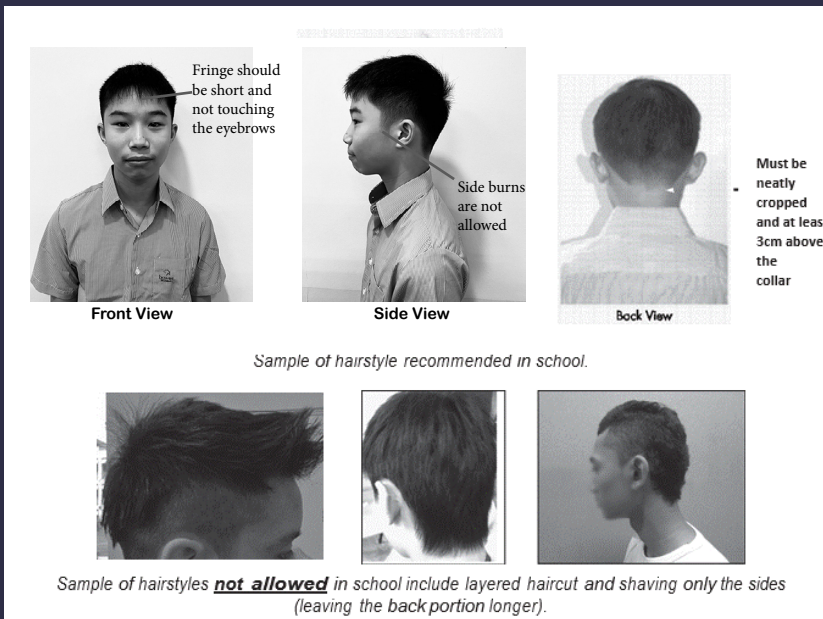 Fringe should
be short and
not touching
the eyebrows
Side burns
are not
allowed
Must be
neatly
cropped
and at leas
3cm above
the
collar
Front View
Side View
Back View
Sample of hairstyle recommended in school.
Sample of hairstyles not allowed in school include layered haircut and shaving only the sides
(leaving the back portion longer).